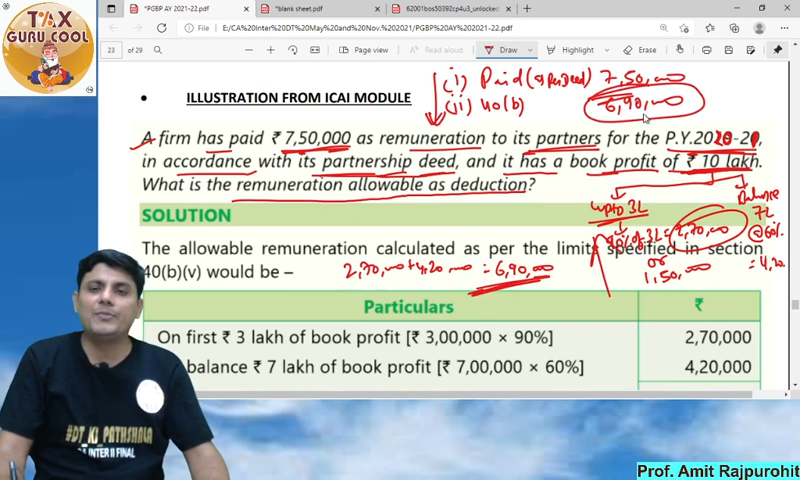 TAX
GURU COOL
*PGBP AY 2021-22.pdf
*blank sheet.pdf
62001bos50392cp4u3_unlocked
E:/CA%20Inter%20DT%20May%20and%20Nov.%202021/PGBP%20AY%202021-22.pdf
23 of 29
Page view
Read aloud
Draw
Highlight
Erase
(i) Paid (as per deed) 7,50,000
(ii) 40(b) 6,90,000
• ILLUSTRATION FROM ICAI MODULE
A firm has paid ₹ 7,50,000 as remuneration to its partners for the P.Y.2020-21,
in accordance with its partnership deed, and it has a book profit of ₹ 10 lakh.
What is the remuneration allowable as deduction?
upto 3L
Balance
7L
@60%
= 4,20
90% of 3L = 2,70,000
or
1,50,000
SOLUTION
The allowable remuneration calculated as per the limits specified in section
40(b)(v) would be –
2,70,000 + 4,20,000 = 6,90,000
Particulars ₹
On first ₹ 3 lakh of book profit [₹ 3,00,000 × 90%] 2,70,000
balance ₹ 7 lakh of book profit [₹ 7,00,000 × 60%] 4,20,000
#DT KI PATHSHALA
INTER II FINAL
Prof. Amit Rajpurohit